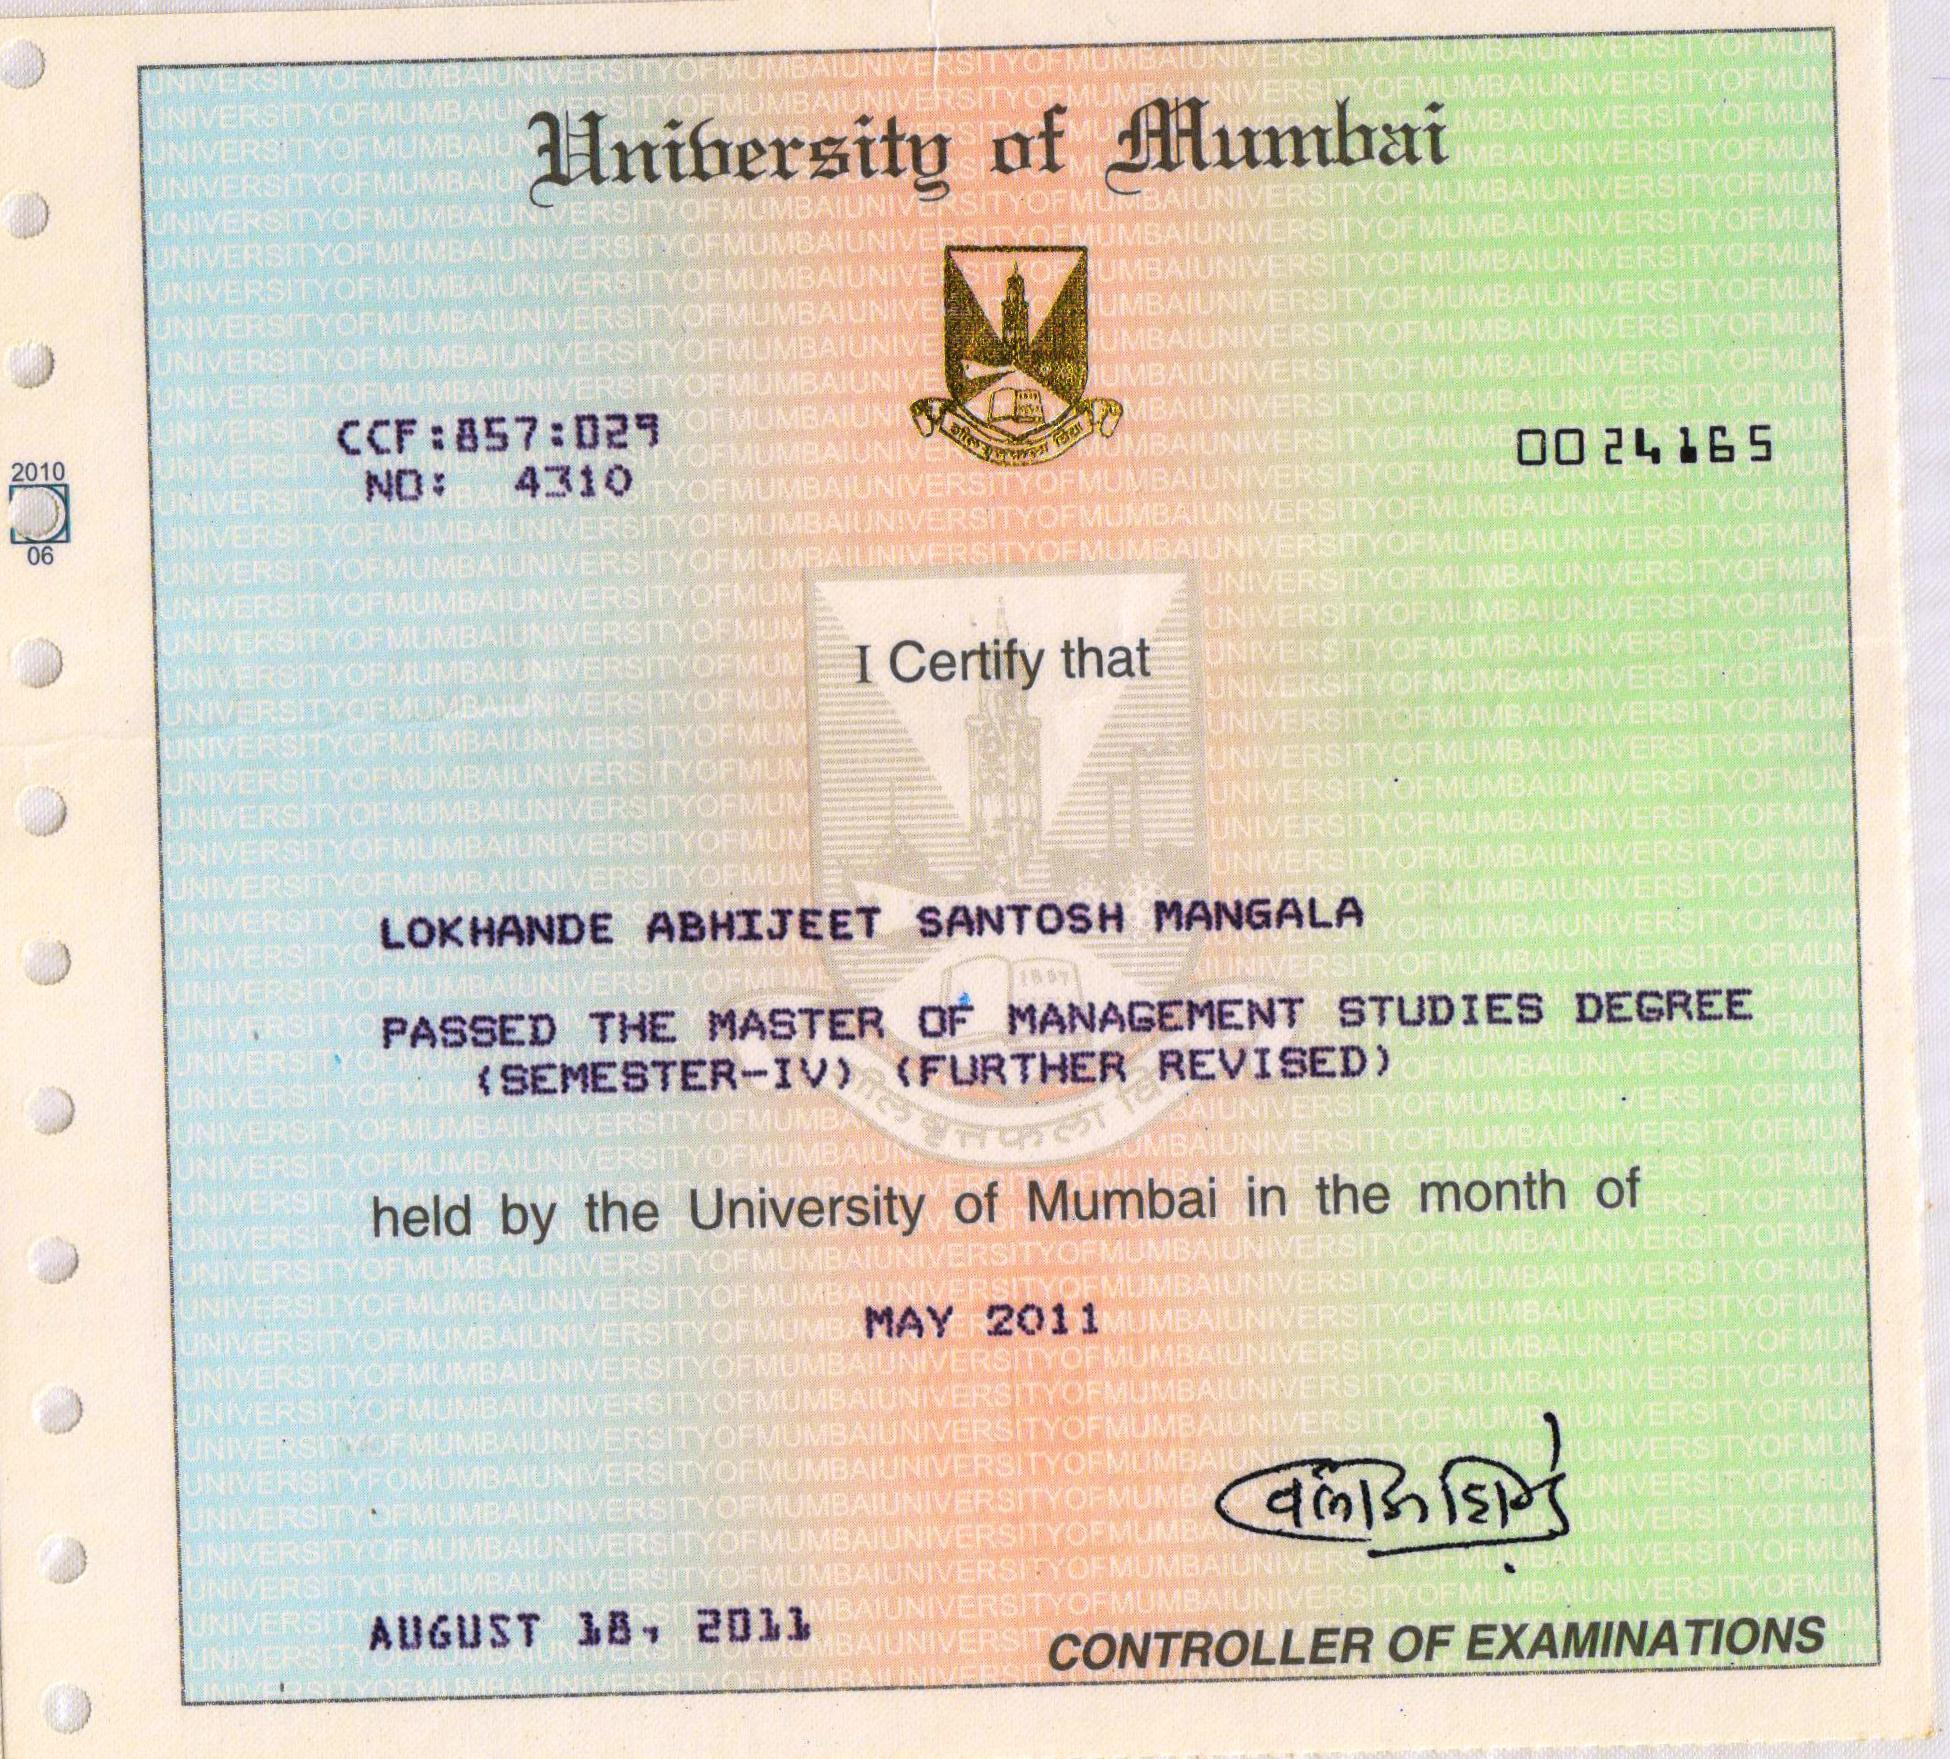 University of Mumbai
CCF:857:029
NO: 4310
0024165
2010
06
I Certify that
LOKHANDE ABHIJEET SANTOSH MANGALA
PASSED THE MASTER OF MANAGEMENT STUDIES DEGREE
(SEMESTER-IV) (FURTHER REVISED)
held by the University of Mumbai in the month of
MAY 2011
AUGUST 18, 2011
CONTROLLER OF EXAMINATIONS